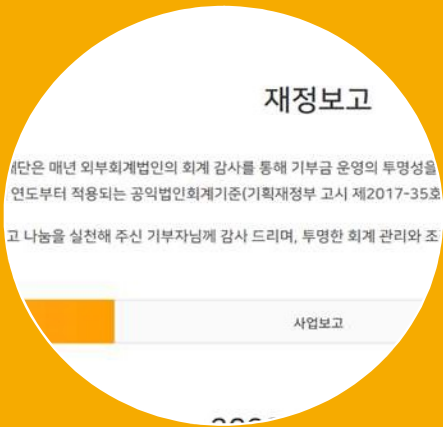 재정보고
단은 매년 외부회계법인의 회계 감사를 통해 기부금 운영의 투명성을
연도부터 적용되는 공익법인회계기준(기획재정부 고시 제2017-35호
고 나눔을 실천해 주신 기부자님께 감사 드리며, 투명한 회계 관리와 조
사업보고